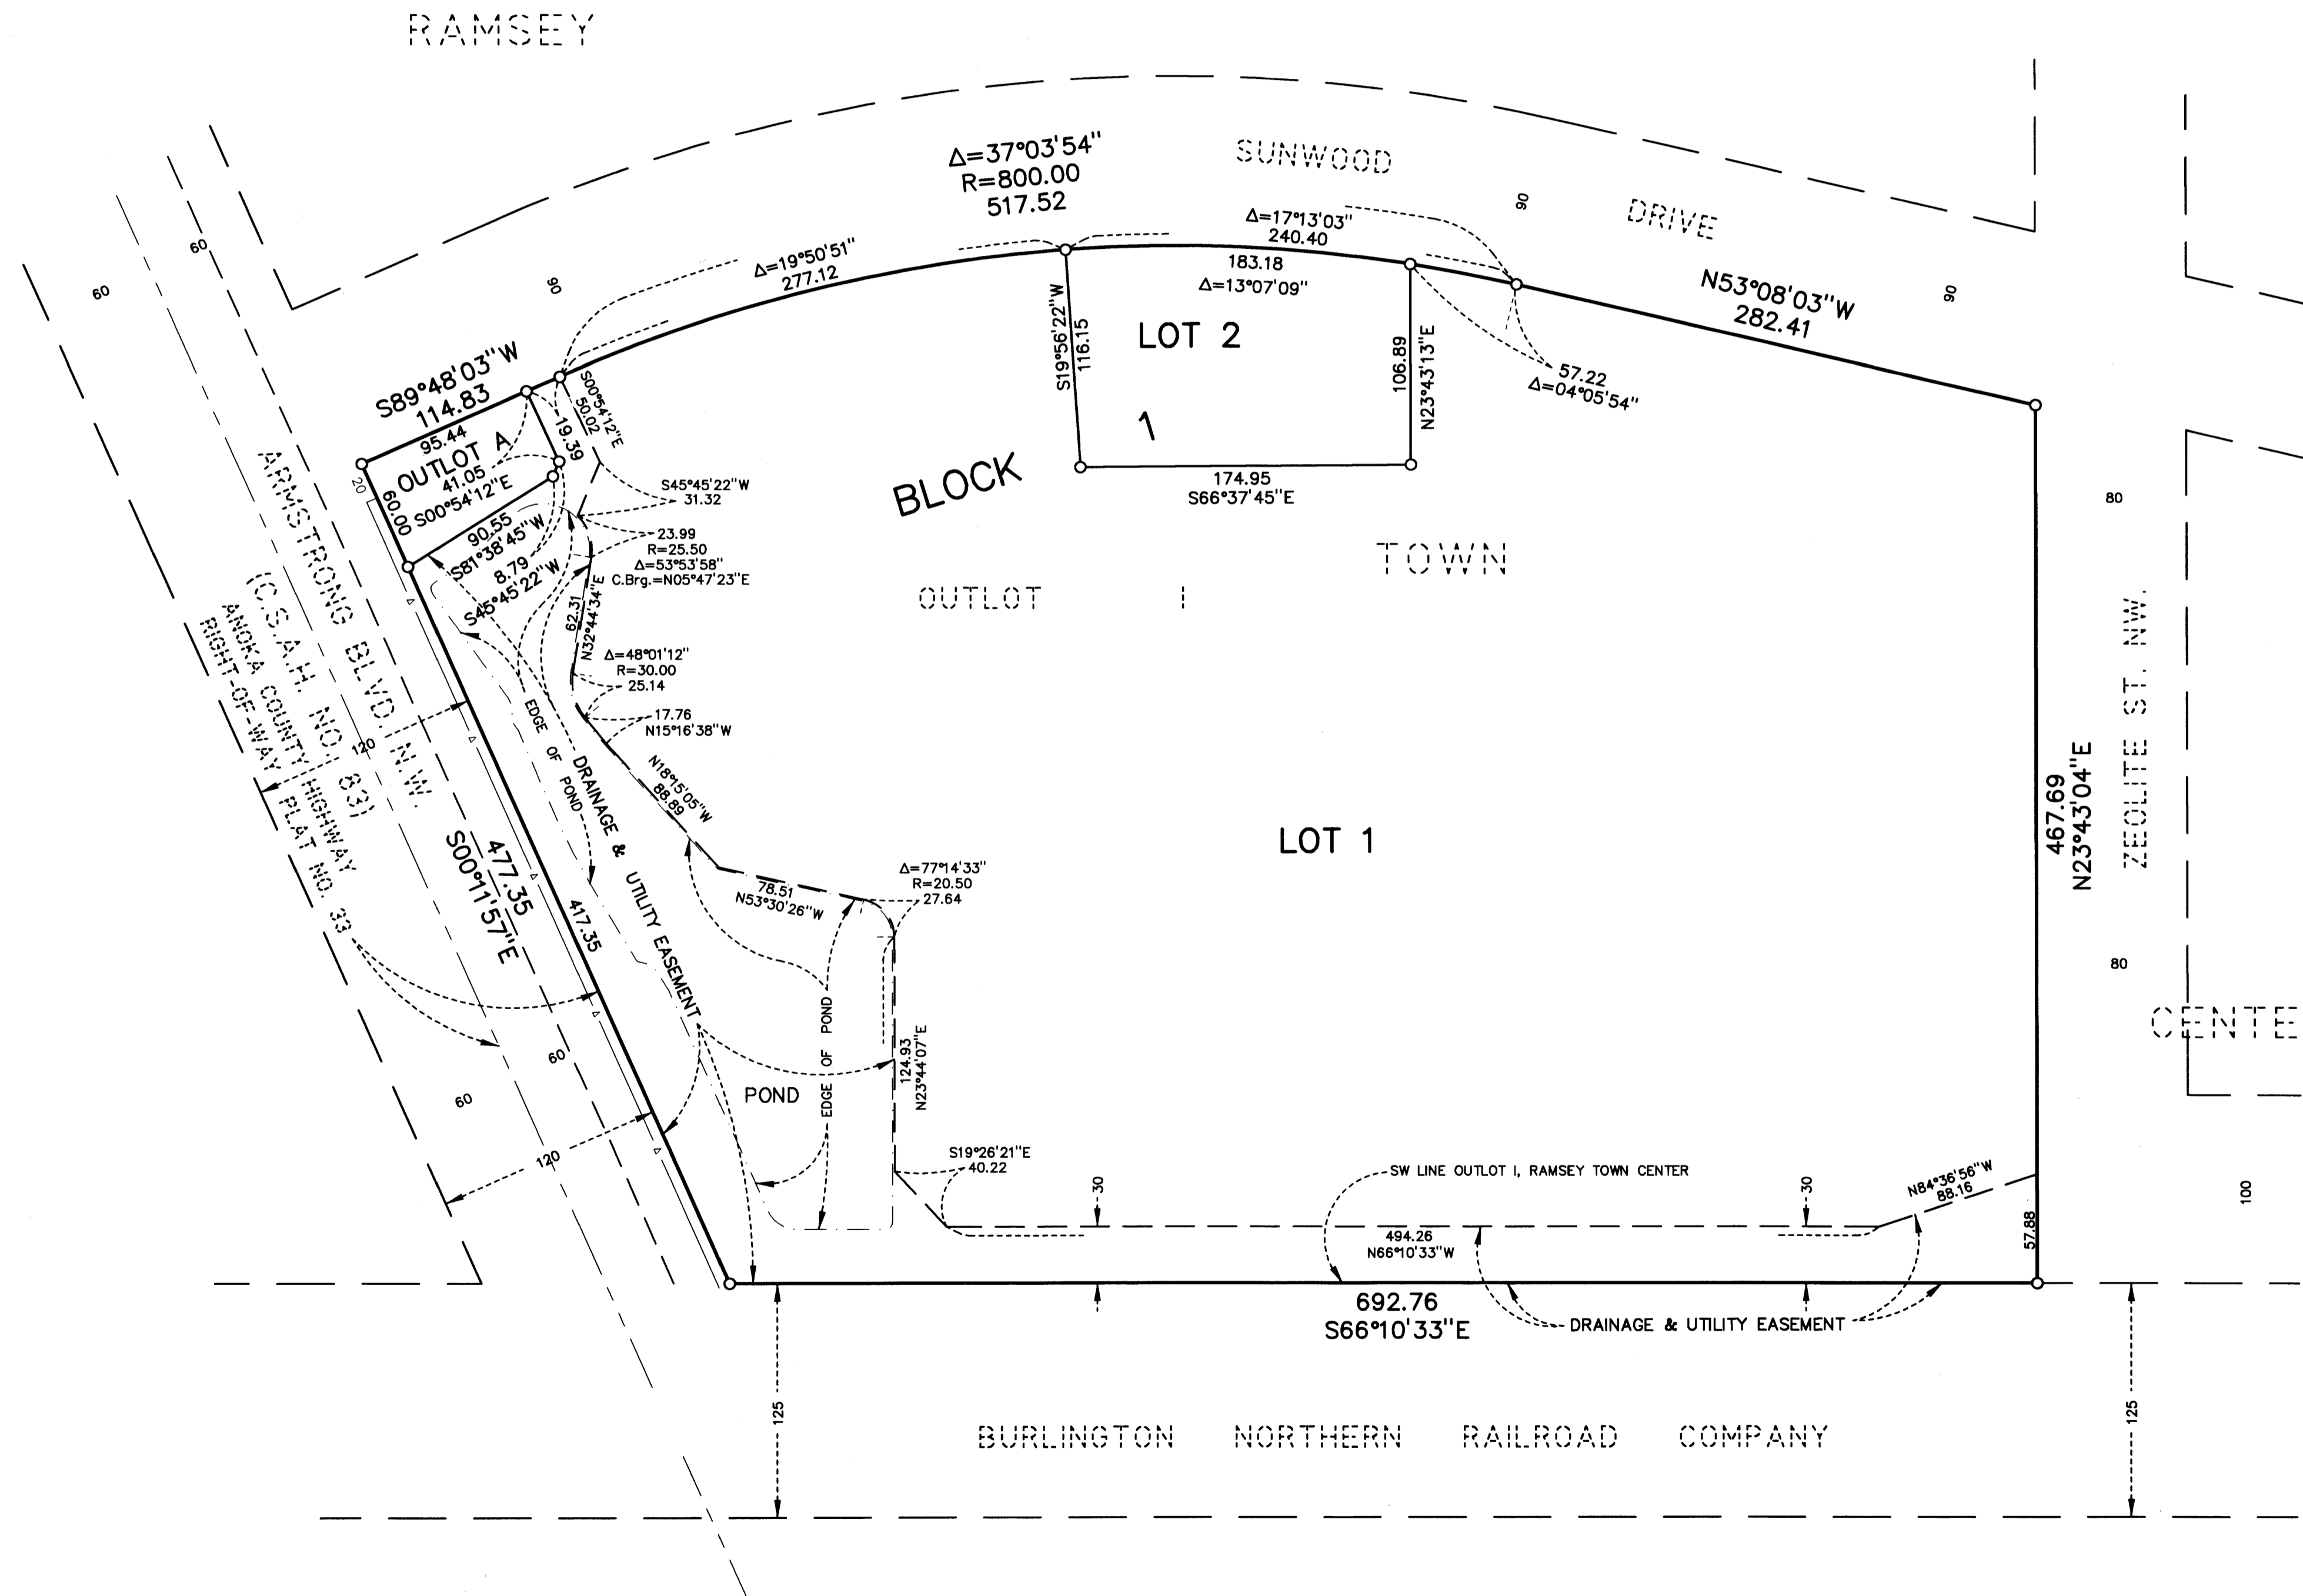 RAMSEY
Δ=37°03'54"
R=800.00
517.52
SUNWOOD
DRIVE
90
90
90
60
60
Δ=19°50'51"
277.12
Δ=17°13'03"
240.40
183.18
Δ=13°07'09"
N53°08'03"W
282.41
57.22
Δ=04°05'54"
S19°56'22"W
116.15
LOT 2
106.89
N23°43'13"E
174.95
S66°37'45"E
BLOCK
1
S89°48'03"W
114.83
95.44
19.39
OUTLOT A
41.05
S00°54'12"E
60.00
20
90.55
S81°38'45"W
8.79
S45°45'22"W
S00°54'12"E
50.02
S45°45'22"W
31.32
23.99
R=25.50
Δ=53°53'58"
C.Brg.=N05°47'23"E
62.31
N32°44'34"E
Δ=48°01'12"
R=30.00
25.14
17.76
N15°16'38"W
N18°15'05"W
88.89
78.51
N53°30'26"W
Δ=77°14'33"
R=20.50
27.64
124.93
N23°44'07"E
S19°26'21"E
40.22
TOWN
OUTLOT I
LOT 1
80
80
ZEOLITE ST. NW.
467.69
N23°43'04"E
CENTE
100
ARMSTRONG BLVD. N.W.
(C.S.A.H. NO. 83)
ANOKA COUNTY HIGHWAY
RIGHT-OF-WAY PLAT NO. 33
120
477.35
S00°11'57"E
417.35
EDGE OF POND
DRAINAGE & UTILITY EASEMENT
EDGE OF POND
POND
60
60
120
30
SW LINE OUTLOT I, RAMSEY TOWN CENTER
30
N84°36'56"W
88.16
57.88
494.26
N66°10'33"W
692.76
S66°10'33"E
DRAINAGE & UTILITY EASEMENT
125
125
BURLINGTON NORTHERN RAILROAD COMPANY